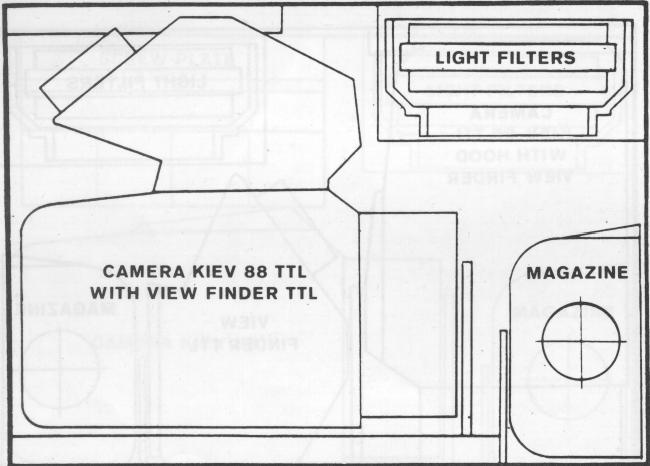 LIGHT FILTERS
CAMERA KIEV 88 TTL
WITH VIEW FINDER TTL
MAGAZINE